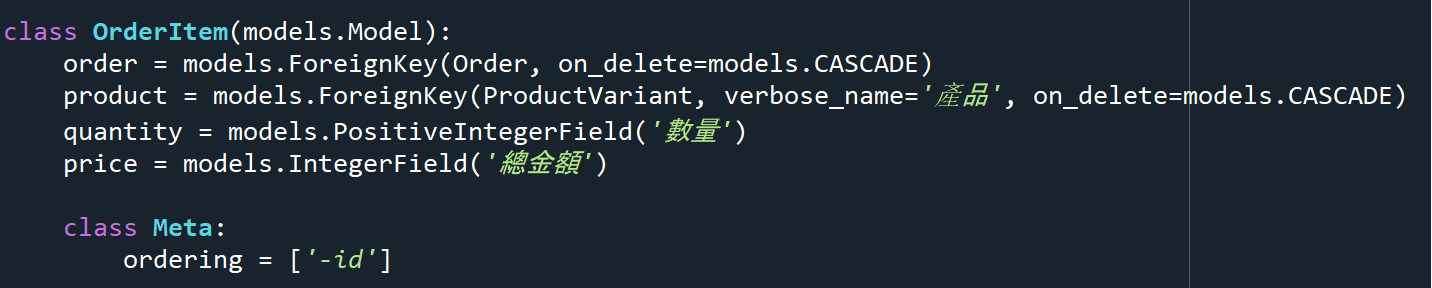 class OrderItem(models.Model):
    order = models.ForeignKey(Order, on_delete=models.CASCADE)
    product = models.ForeignKey(ProductVariant, verbose_name='產品', on_delete=models.CASCADE)
    quantity = models.PositiveIntegerField('數量')
    price = models.IntegerField('總金額')
    class Meta:
        ordering = ['-id']